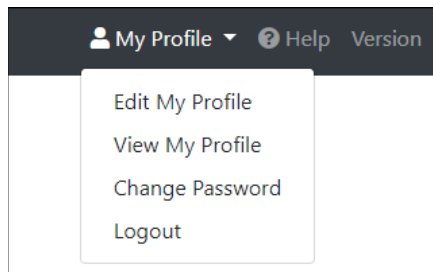 My Profile Help Version
Edit My Profile
View My Profile
Change Password
Logout